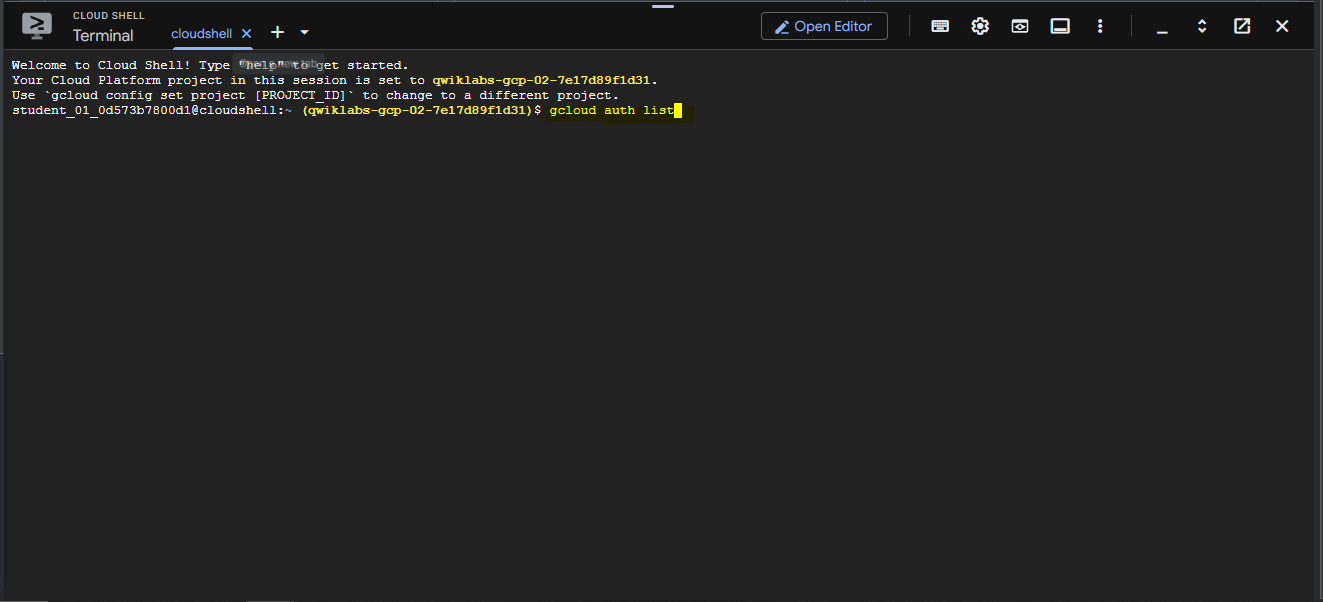 CLOUD SHELL
Terminal
cloudshell
Open Editor
Welcome to Cloud Shell! Type "help" to get started.
Your Cloud Platform project in this session is set to qwiklabs-gcp-02-7e17d89f1d31.
Use `gcloud config set project [PROJECT_ID]` to change to a different project.
student_01_0d573b7800d1@cloudshell:~ (qwiklabs-gcp-02-7e17d89f1d31)$ gcloud auth list